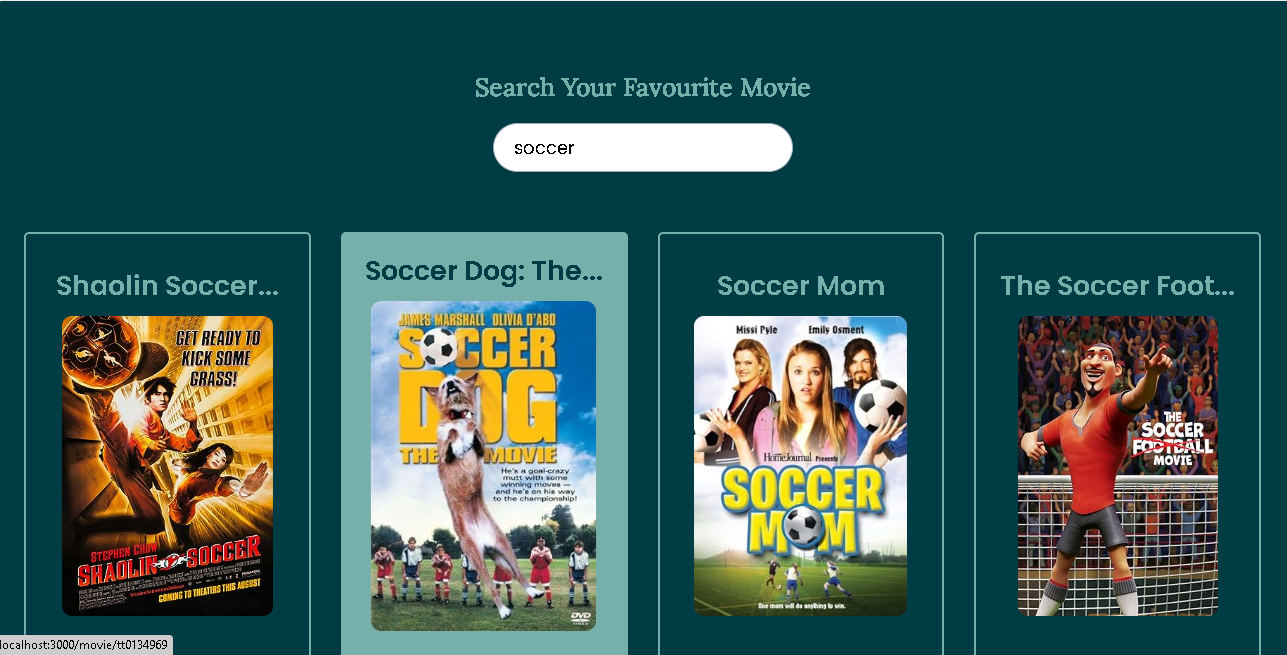 Search Your Favourite Movie
soccer
Shaolin Soccer...
GET READY TO
KICK SOME
GRASS!
STEPHEN CHOW
SHAOLIN SOCCER
COMING TO THEATERS THIS AUGUST
Soccer Dog: The...
JAMES MARSHALL OLIVIA D'ABO
SOCCER
DOG
THE MOVIE
He's a goal-crazy
mutt with some
winning moves —
and he's on his way
to the championship!
DVD
Soccer Mom
Missi Pyle Emily Osment
HomeJournal Presents
SOCCER
MOM
One mom will do anything to win.
The Soccer Foot...
THE
SOCCER
FOOTBALL
MOVIE
localhost:3000/movie/tt0134969